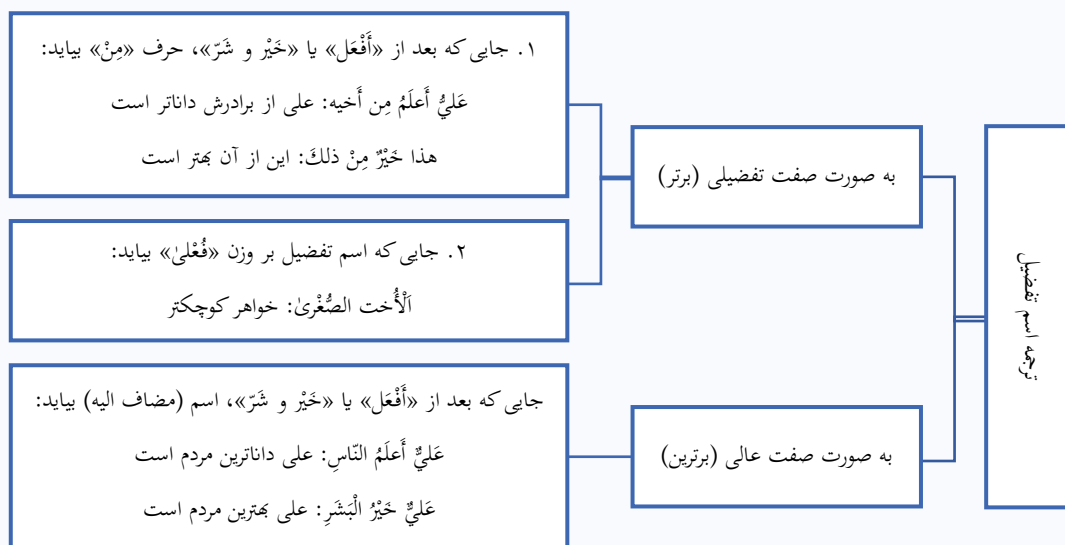 ترجمه اسم تفضیل
به صورت صفت تفضیلی (برتر)
۱. جایی که بعد از «أَفْعَل» یا «خَیْر و شَرّ»، حرف «مِنْ» بیاید:
عَليُّ أَعلَمُ مِن أَخیه: علی از برادرش داناتر است
هذا خَیْرٌ مِنْ ذلكَ: این از آن بهتر است
۲. جایی که اسم تفضیل بر وزن «فُعْلیٰ» بیاید:
اَلْأُخت الصُّغْریٰ: خواهر کوچکتر
به صورت صفت عالی (برترین)
جایی که بعد از «أَفْعَل» یا «خَیْر و شَرّ»، اسم (مضاف الیه) بیاید:
عَليٌّ أَعلَمُ النّاسِ: علی داناترین مردم است
عَليٌّ خَیْرُ الْبَشَرِ: علی بهترین مردم است